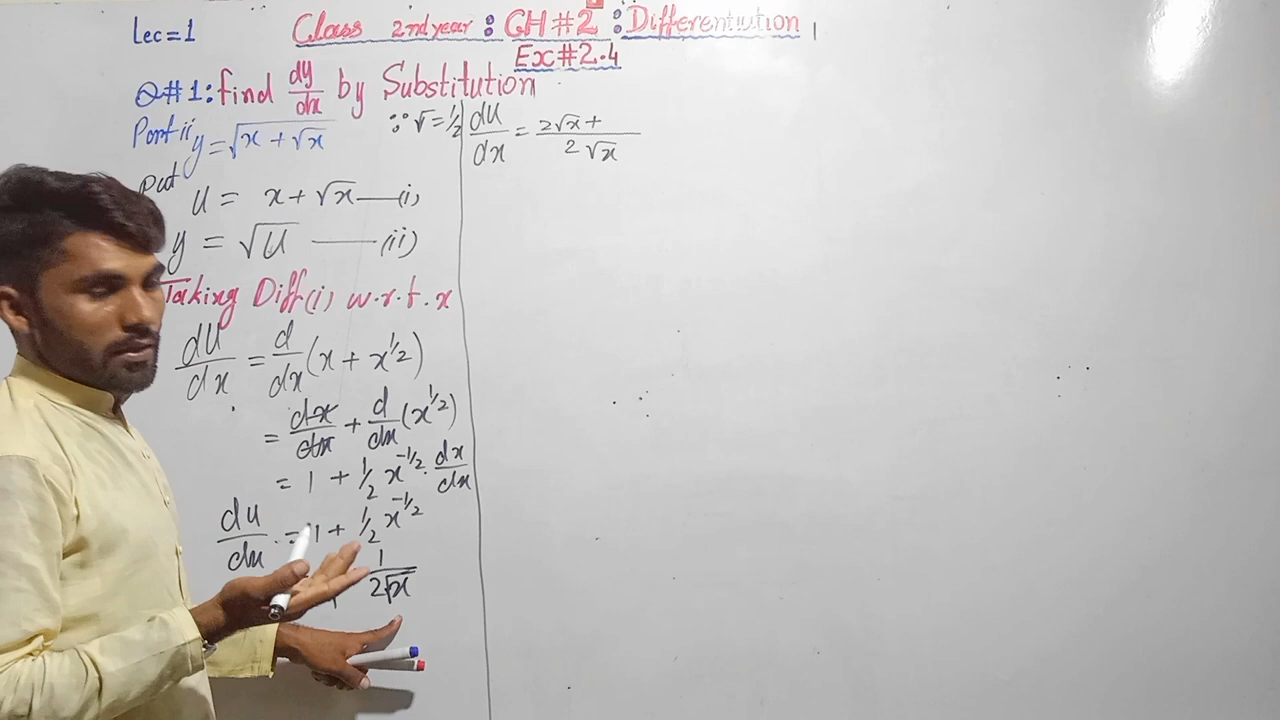 Lec=1
Class 2nd year : CH#2 : Differentiution
Ex#2.4
Q#1: find dy/dx by Substitution
Part ii y = √(x + √x) ∵ √ = 1/2
Put
u = x + √x —— (i)
y = √u —— (ii)
Taking Diff (i) w.r.t. x
du/dx = d/dx (x + x^1/2)
= dx/dx + d/dx (x^1/2)
= 1 + 1/2 x^-1/2 . dx/dx
du/dx = 1 + 1/2 x^-1/2
1/2√x
du/dx = 2√x + / 2√x